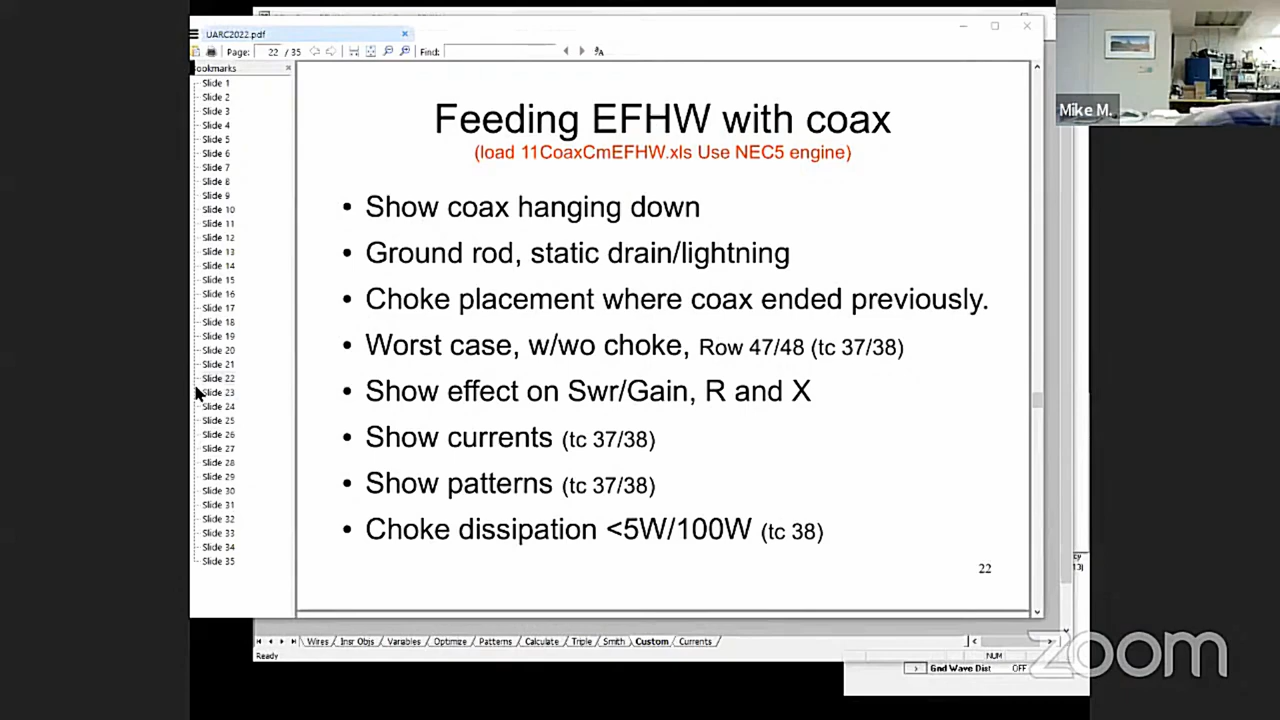 UARC2022.pdf
Page: 22 / 35 Find:
ookmarks
Slide 1
Slide 2
Slide 3
Slide 4
Slide 5
Slide 6
Slide 7
Slide 8
Slide 9
Slide 10
Slide 11
Slide 12
Slide 13
Slide 14
Slide 15
Slide 16
Slide 17
Slide 18
Slide 19
Slide 20
Slide 21
Slide 22
Slide 23
Slide 24
Slide 25
Slide 26
Slide 27
Slide 28
Slide 29
Slide 30
Slide 31
Slide 32
Slide 33
Slide 34
Slide 35
Feeding EFHW with coax
(load 11CoaxCmEFHW.xls Use NEC5 engine)
• Show coax hanging down
• Ground rod, static drain/lightning
• Choke placement where coax ended previously.
• Worst case, w/wo choke, Row 47/48 (tc 37/38)
• Show effect on Swr/Gain, R and X
• Show currents (tc 37/38)
• Show patterns (tc 37/38)
• Choke dissipation <5W/100W (tc 38)
22
Mike M.
Wires Insr Objs Variables Optimize Patterns Calculate Triple Smith Custom Currents
Ready
NUM
Gnd Wave Dist OFF
zoom